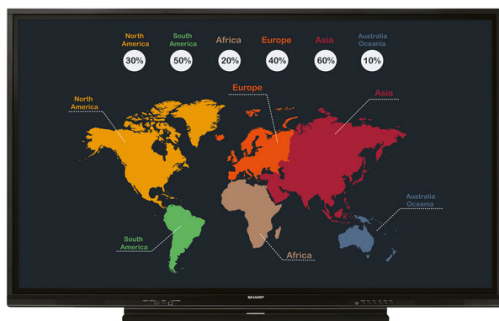 North
America
South
America
Africa
Europe
Asia
Australia
Oceania
30%
50%
20%
40%
60%
10%
Europe
Asia
North
America
Australia
Oceania
South
America
Africa
SHARP